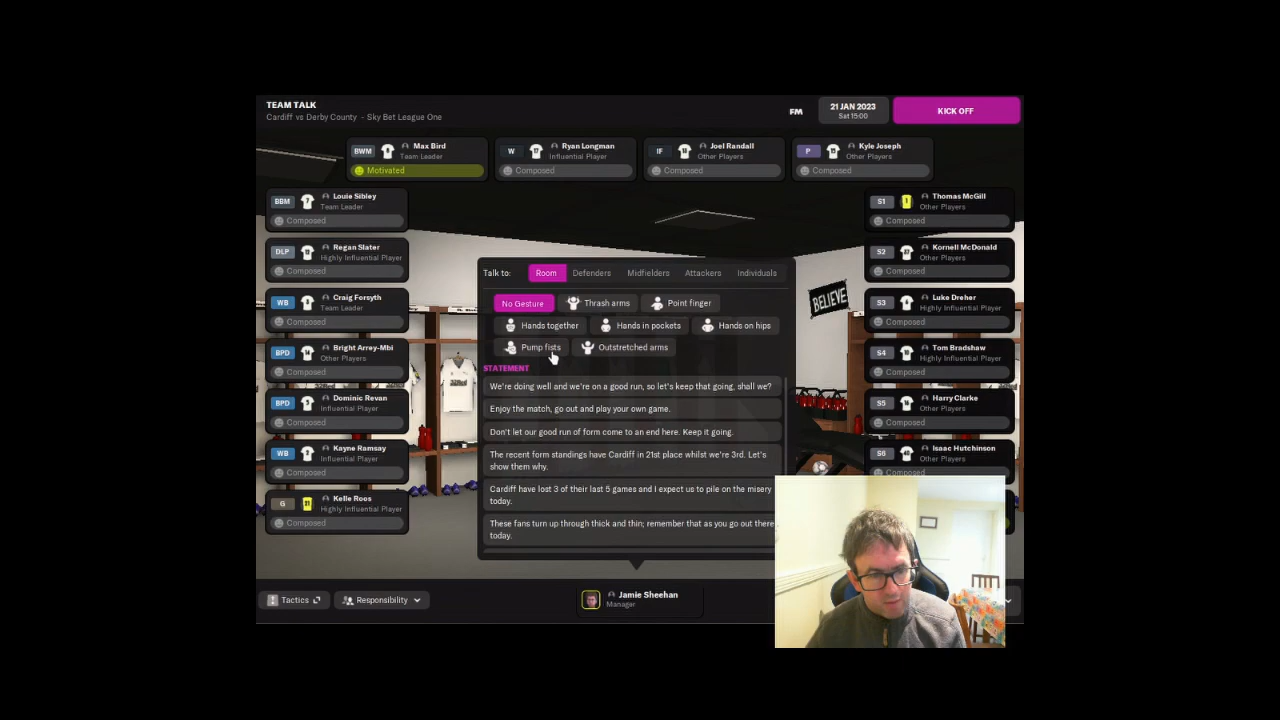 TEAM TALK
Cardiff vs Derby County - Sky Bet League One
FM
21 JAN 2023
Sat 15:00
KICK OFF
BWM
8
Max Bird
Team Leader
Motivated
W
17
Ryan Longman
Influential Player
Composed
IF
Joel Randall
Other Players
Composed
P
Kyle Joseph
Other Players
Composed
BBM
7
Louie Sibley
Team Leader
Composed
DLP
Regan Slater
Highly Influential Player
Composed
WB
Craig Forsyth
Team Leader
Composed
BPD
Bright Arrey-Mbi
Other Players
Composed
BPD
Dominic Revan
Influential Player
Composed
WB
Kayne Ramsay
Influential Player
Composed
G
Kelle Roos
Highly Influential Player
Composed
S1
1
Thomas McGill
Other Players
Composed
S2
Kornell McDonald
Other Players
Composed
S3
Luke Dreher
Highly Influential Player
Composed
S4
Tom Bradshaw
Highly Influential Player
Composed
S5
Harry Clarke
Other Players
Composed
S6
Isaac Hutchinson
Other Players
Composed
BELIEVE
Talk to:
Room
Defenders
Midfielders
Attackers
Individuals
No Gesture
Thrash arms
Point finger
Hands together
Hands in pockets
Hands on hips
Pump fists
Outstretched arms
STATEMENT
We're doing well and we're on a good run, so let's keep that going, shall we?
Enjoy the match, go out and play your own game.
Don't let our good run of form come to an end here. Keep it going.
The recent form standings have Cardiff in 21st place whilst we're 3rd. Let's
show them why.
Cardiff have lost 3 of their last 5 games and I expect us to pile on the misery
today.
These fans turn up through thick and thin; remember that as you go out there
today.
Tactics
Responsibility
Jamie Sheehan
Manager